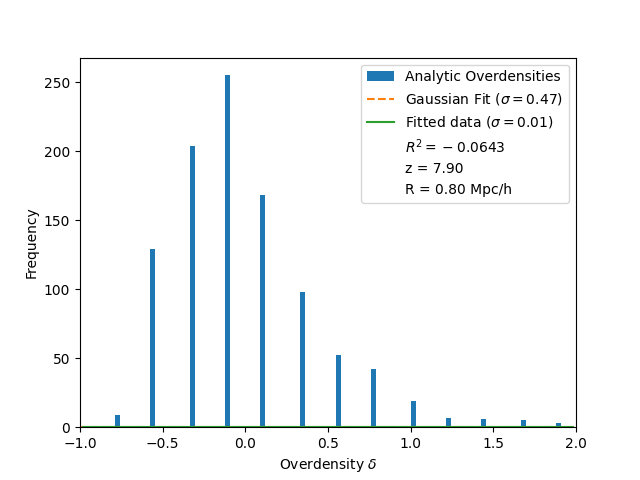 Analytic Overdensities
Gaussian Fit (σ = 0.47)
Fitted data (σ = 0.01)
R² = −0.0643
z = 7.90
R = 0.80 Mpc/h
250
200
150
100
50
0
Frequency
−1.0 −0.5 0.0 0.5 1.0 1.5 2.0
Overdensity δ